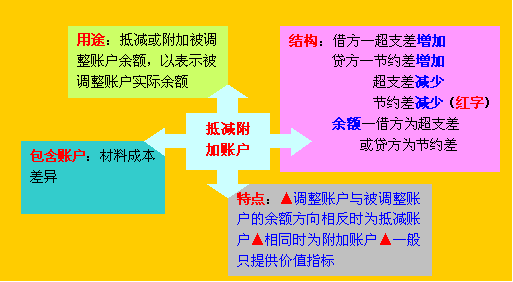 用途：抵减或附加被调
整账户余额，以表示被
调整账户实际余额
结构：借方—超支差增加
贷方—节约差增加
超支差减少
节约差减少（红字）
余额—借方为超支差
或贷方为节约差
抵减附
加账户
包含账户：材料成本
差异
特点：▲调整账户与被调整账
户的余额方向相反时为抵减账
户▲相同时为附加账户▲一般
只提供价值指标